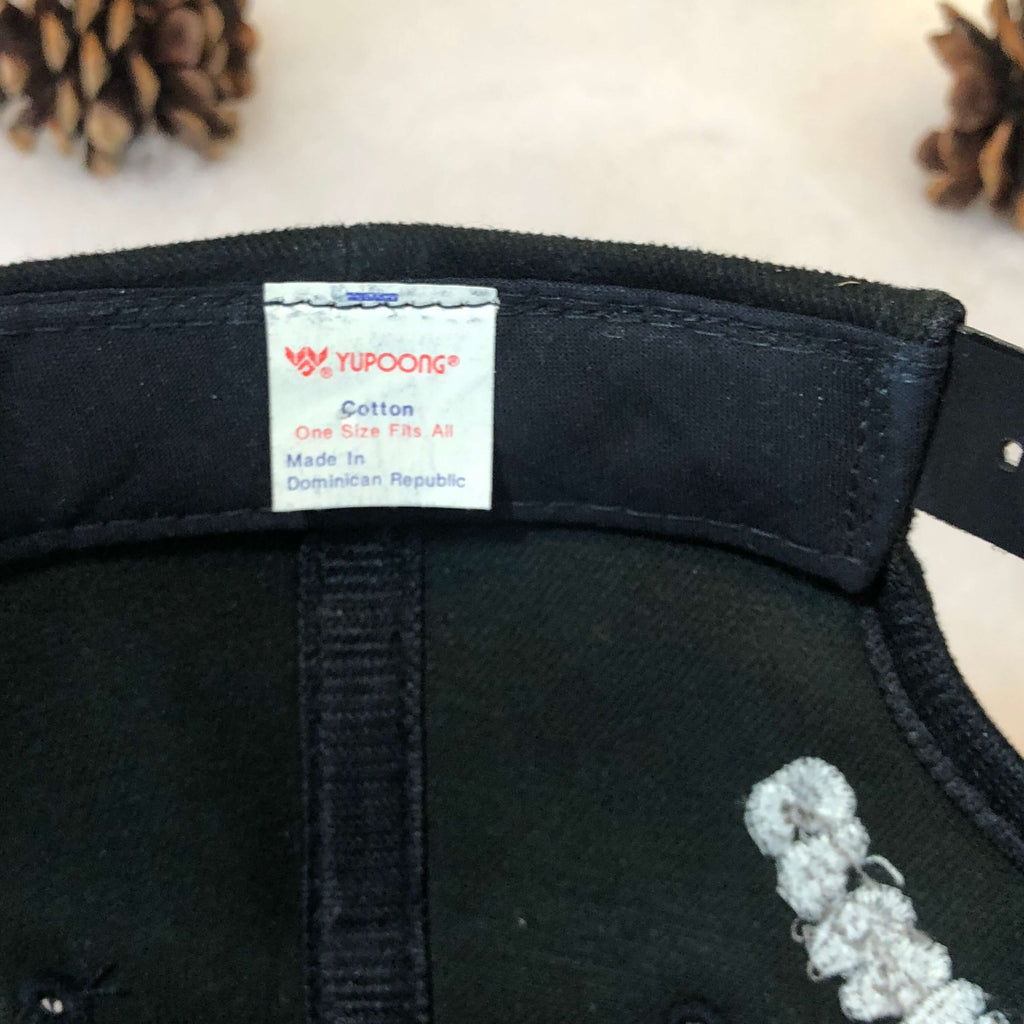 YUPOONG®
Cotton
One Size Fits All
Made In
Dominican Republic